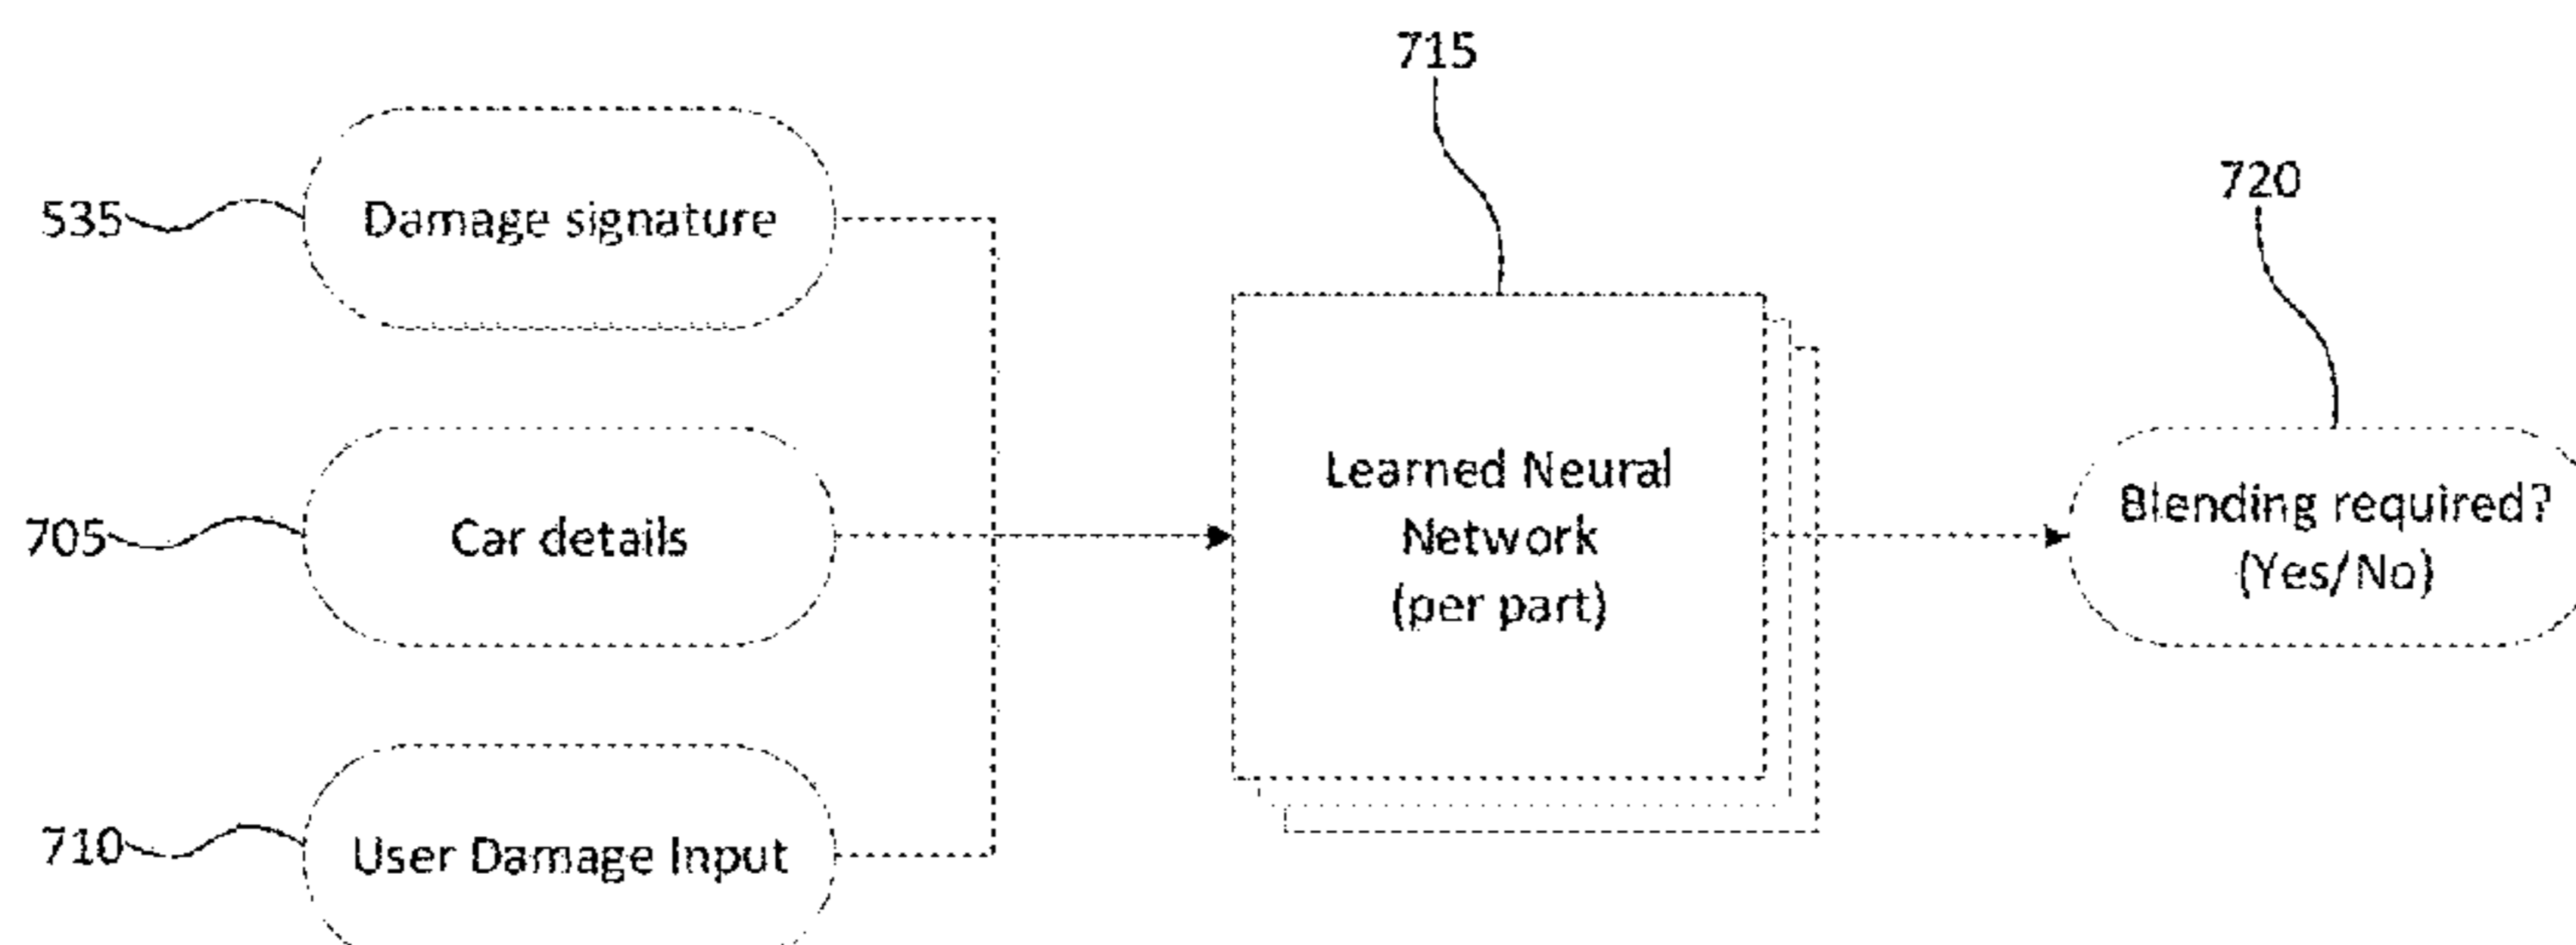 715
720
535
Damage signature
705
Car details
Learned Neural
Network
(per part)
Blending required?
(Yes/No)
710
User Damage Input